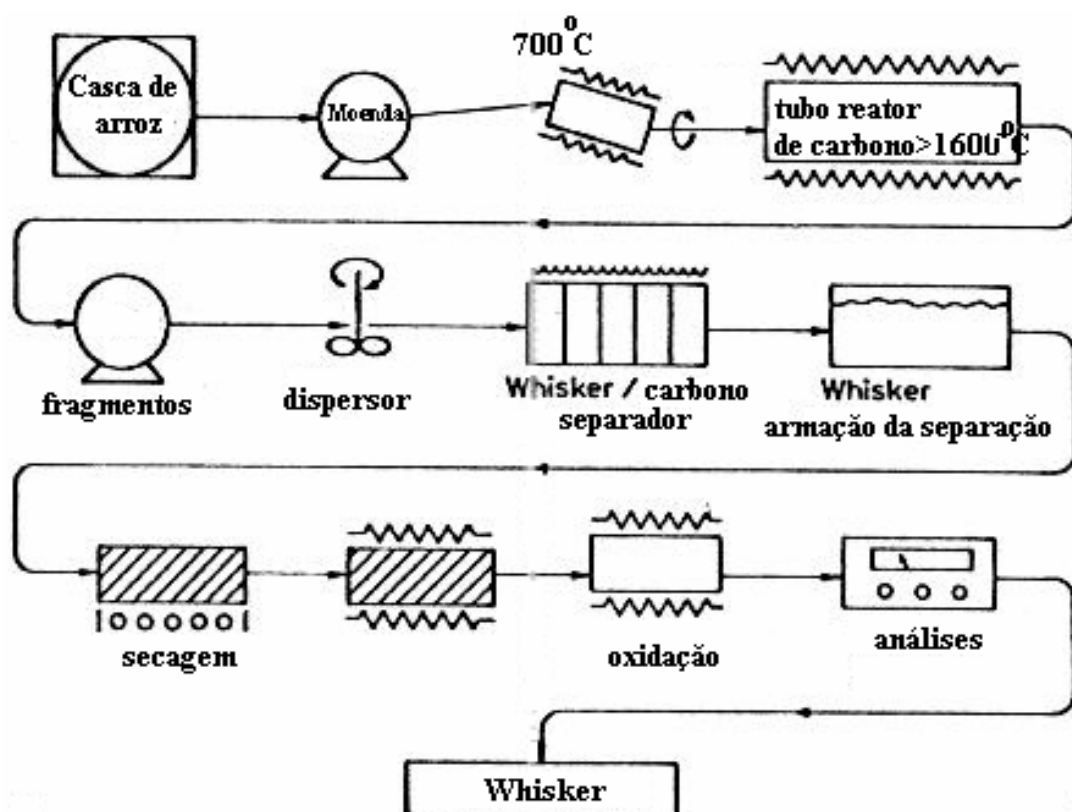 700°C
Casca de
arroz
Moenda
tubo reator
de carbono>1600°C
fragmentos
dispersor
Whisker / carbono
separador
Whisker
armação da separação
secagem
oxidação
análises
Whisker